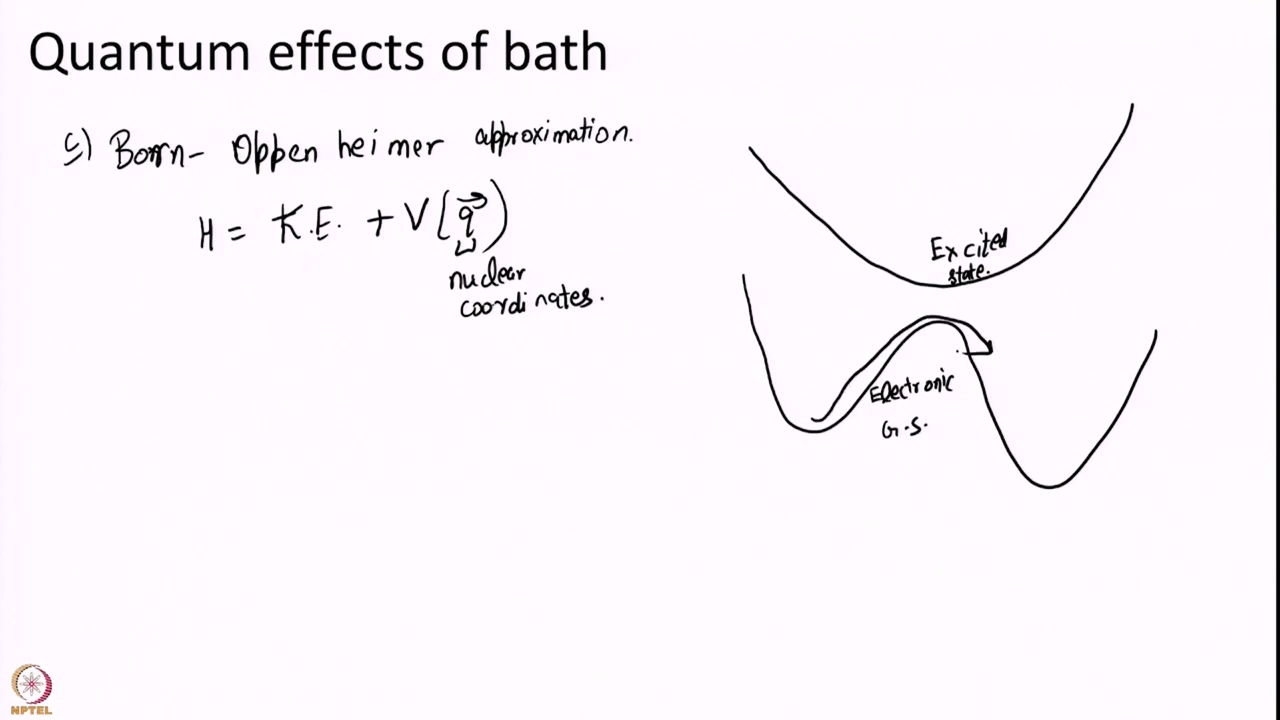 Quantum effects of bath
c) Born-Oppenheimer approximation.
H = K.E. + V(q⃗)
nuclear
coordinates.
Excited
state.
Electronic
G.S.
NPTEL